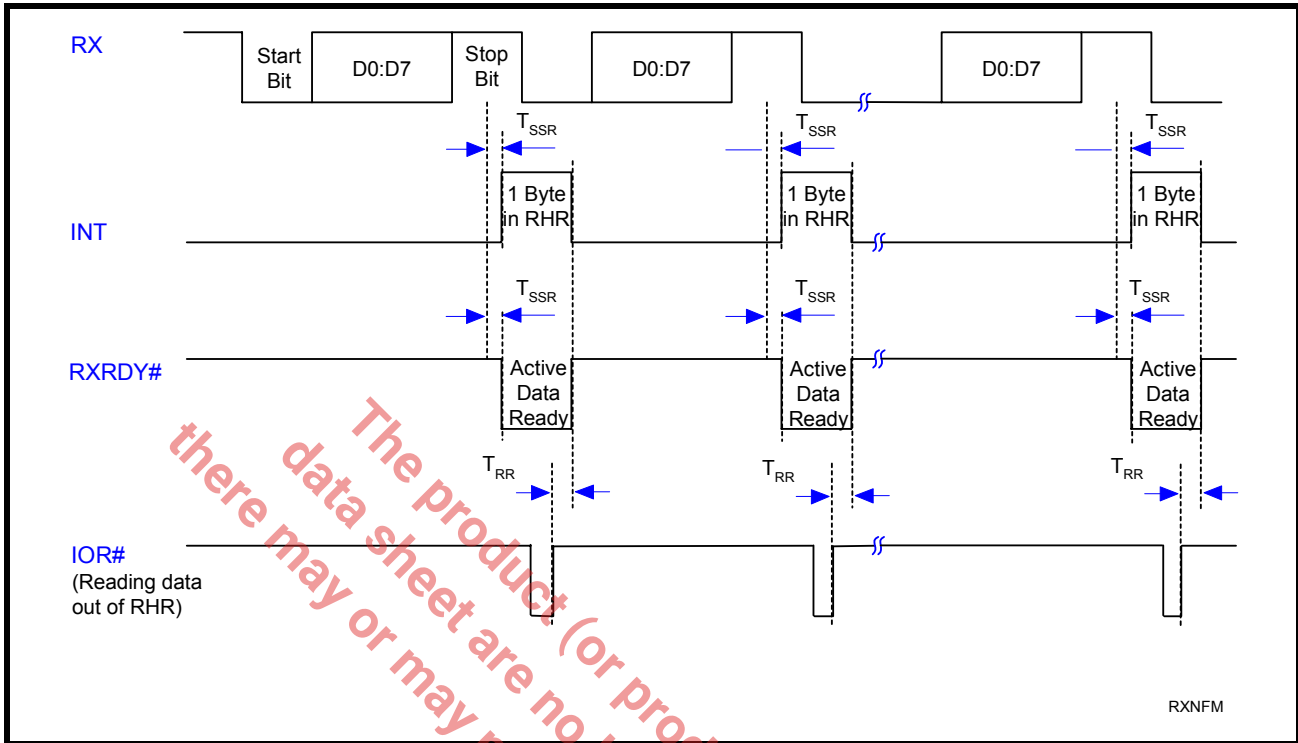 RX
Start
Bit
D0:D7
Stop
Bit
D0:D7
D0:D7
TSSR
TSSR
TSSR
INT
1 Byte
in RHR
1 Byte
in RHR
1 Byte
in RHR
TSSR
TSSR
TSSR
RXRDY#
Active
Data
Ready
Active
Data
Ready
Active
Data
Ready
TRR
TRR
TRR
IOR#
(Reading data
out of RHR)
The product (or
data sheet are no
there may or may
RXNFM